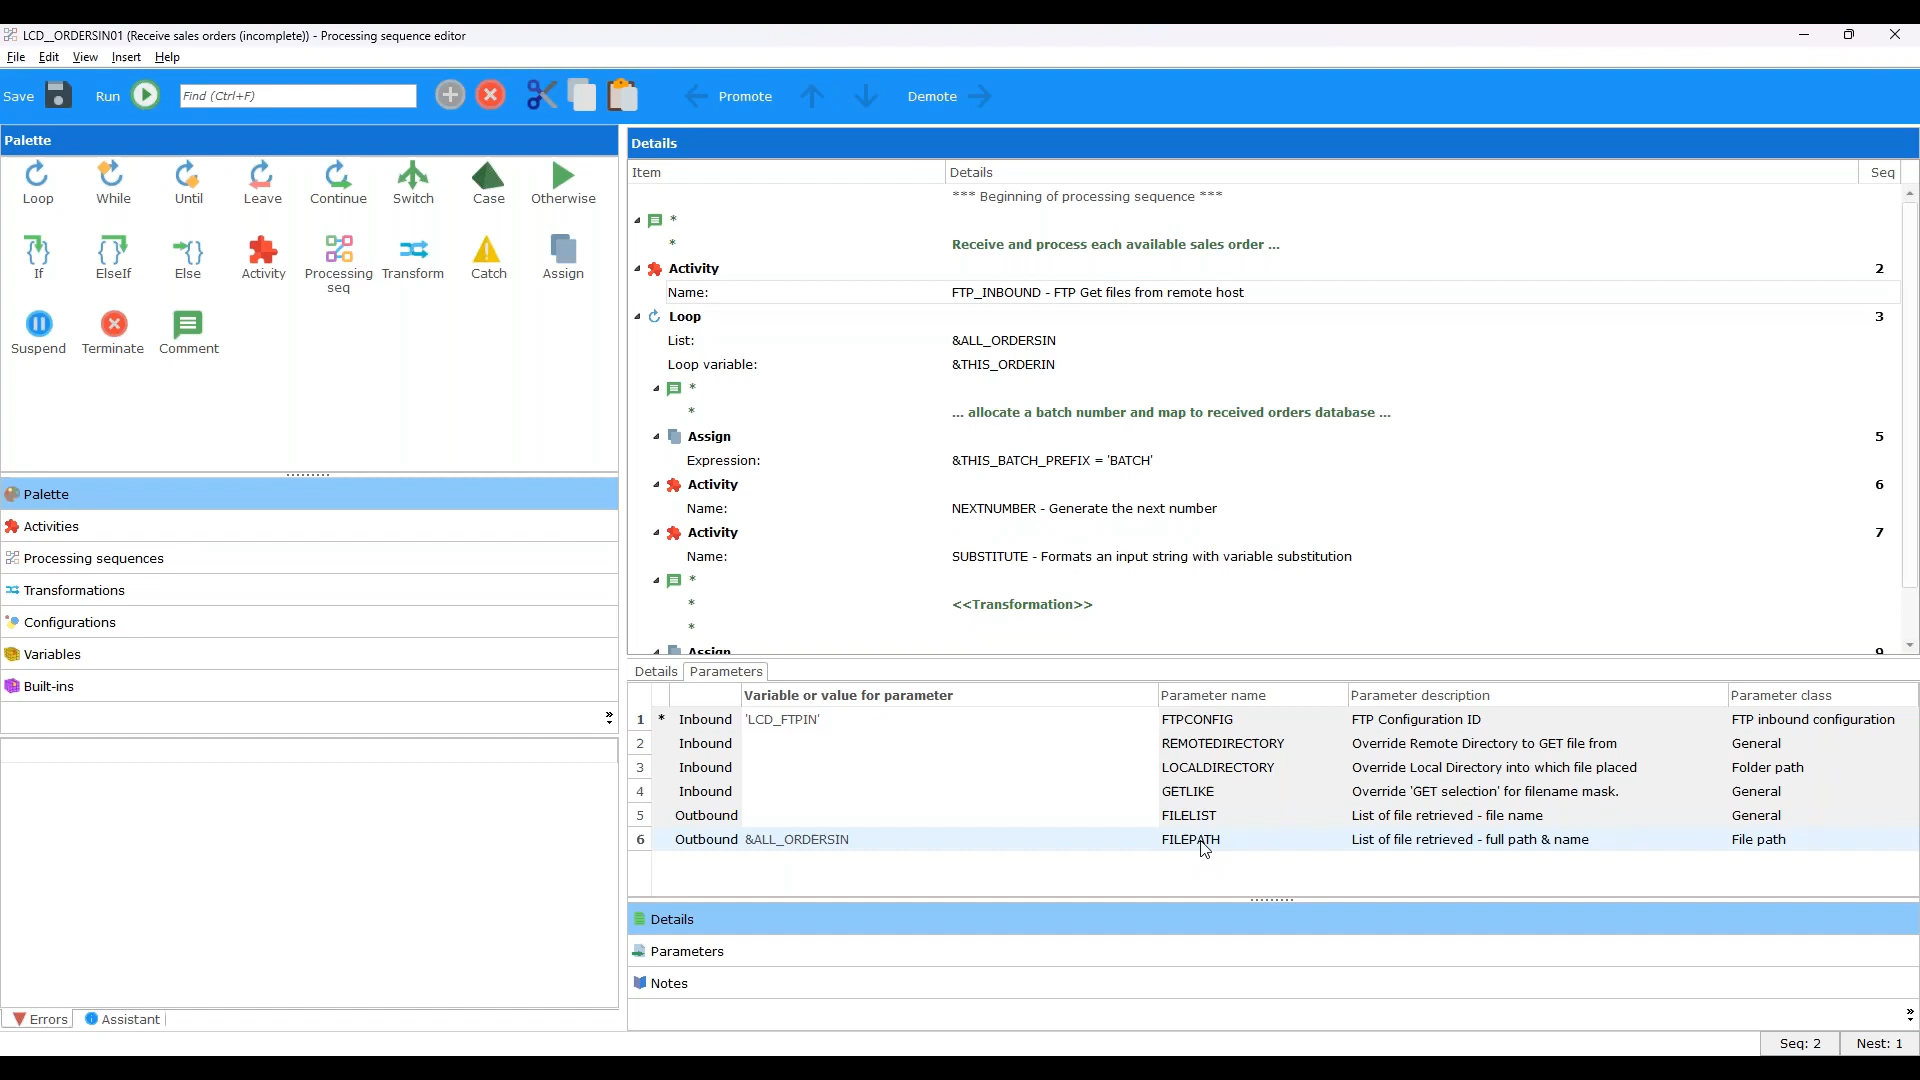 LCD__ORDERSIN01 (Receive sales orders (incomplete)) - Processing sequence editor
File Edit View Insert Help
Save Run Find (Ctrl+F) Promote Demote
Palette
Loop While Until Leave Continue Switch Case Otherwise
If ElseIf Else Activity Processing seq Transform Catch Assign
Suspend Terminate Comment
Palette
Activities
Processing sequences
Transformations
Configurations
Variables
Built-ins
Errors Assistant
Details
Item Details Seq
*** Beginning of processing sequence ***
*
* Receive and process each available sales order ...
Activity 2
Name: FTP_INBOUND - FTP Get files from remote host
Loop 3
List: &ALL_ORDERSIN
Loop variable: &THIS_ORDERIN
*
* ... allocate a batch number and map to received orders database ...
Assign 5
Expression: &THIS_BATCH_PREFIX = 'BATCH'
Activity 6
Name: NEXTNUMBER - Generate the next number
Activity 7
Name: SUBSTITUTE - Formats an input string with variable substitution
*
* <<Transformation>>
*
Assign 9
Details Parameters
Variable or value for parameter Parameter name Parameter description Parameter class
1 * Inbound 'LCD_FTPIN' FTPCONFIG FTP Configuration ID FTP inbound configuration
2 Inbound REMOTEDIRECTORY Override Remote Directory to GET file from General
3 Inbound LOCALDIRECTORY Override Local Directory into which file placed Folder path
4 Inbound GETLIKE Override 'GET selection' for filename mask. General
5 Outbound FILELIST List of file retrieved - file name General
6 Outbound &ALL_ORDERSIN FILEPATH List of file retrieved - full path & name File path
Details
Parameters
Notes
Seq: 2 Nest: 1